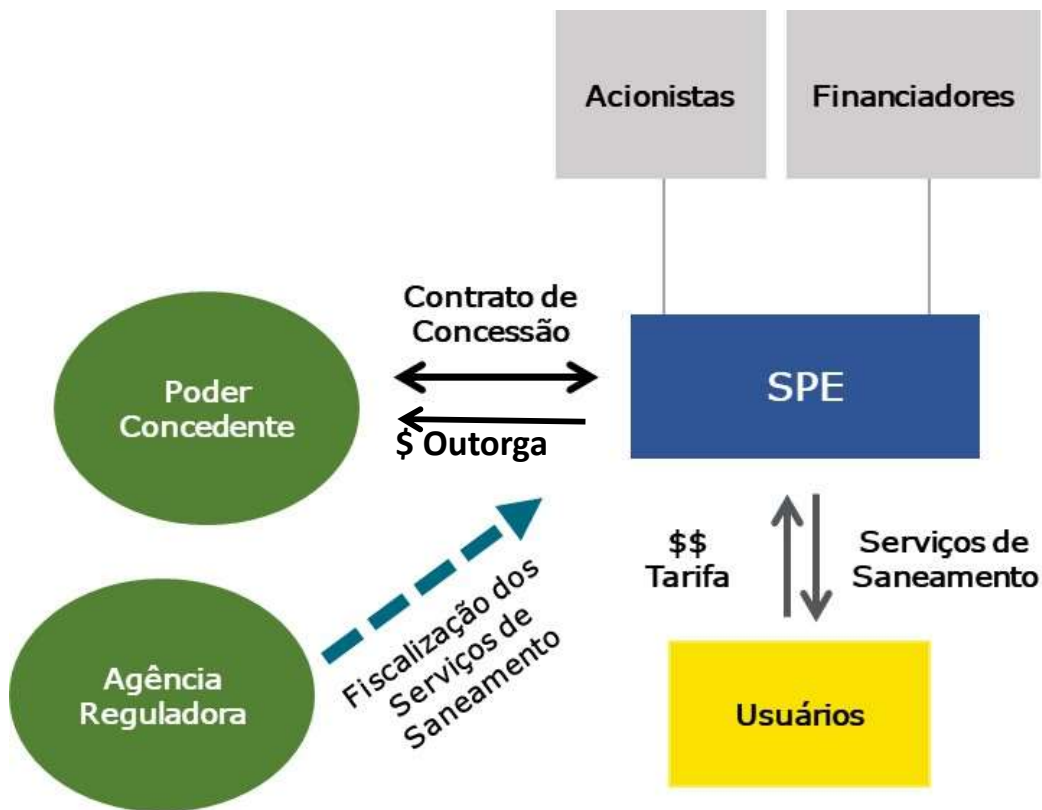 Acionistas
Financiadores
Contrato de
Concessão
Poder
Concedente
SPE
$ Outorga
$$
Tarifa
Serviços de
Saneamento
Fiscalização dos
Serviços de
Saneamento
Agência
Reguladora
Usuários